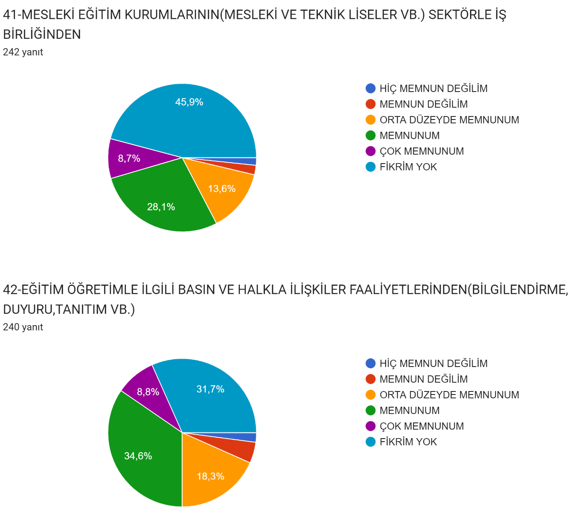 41-MESLEKİ EĞİTİM KURUMLARININ(MESLEKİ VE TEKNİK LİSELER VB.) SEKTÖRLE İŞ
BİRLİĞİNDEN
242 yanıt
45,9%
8,7%
13,6%
28,1%
HİÇ MEMNUN DEĞİLİM
MEMNUN DEĞİLİM
ORTA DÜZEYDE MEMNUNUM
MEMNUNUM
ÇOK MEMNUNUM
FİKRİM YOK
42-EĞİTİM ÖĞRETİMLE İLGİLİ BASIN VE HALKLA İLİŞKİLER FAALİYETLERİNDEN(BİLGİLENDİRME,
DUYURU,TANITIM VB.)
240 yanıt
31,7%
8,8%
34,6%
18,3%
HİÇ MEMNUN DEĞİLİM
MEMNUN DEĞİLİM
ORTA DÜZEYDE MEMNUNUM
MEMNUNUM
ÇOK MEMNUNUM
FİKRİM YOK